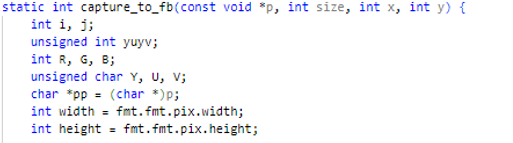 static int capture_to_fb(const void *p, int size, int x, int y) {
int i, j;
unsigned int yuyv;
int R, G, B;
unsigned char Y, U, V;
char *pp = (char *)p;
int width = fmt.fmt.pix.width;
int height = fmt.fmt.pix.height;